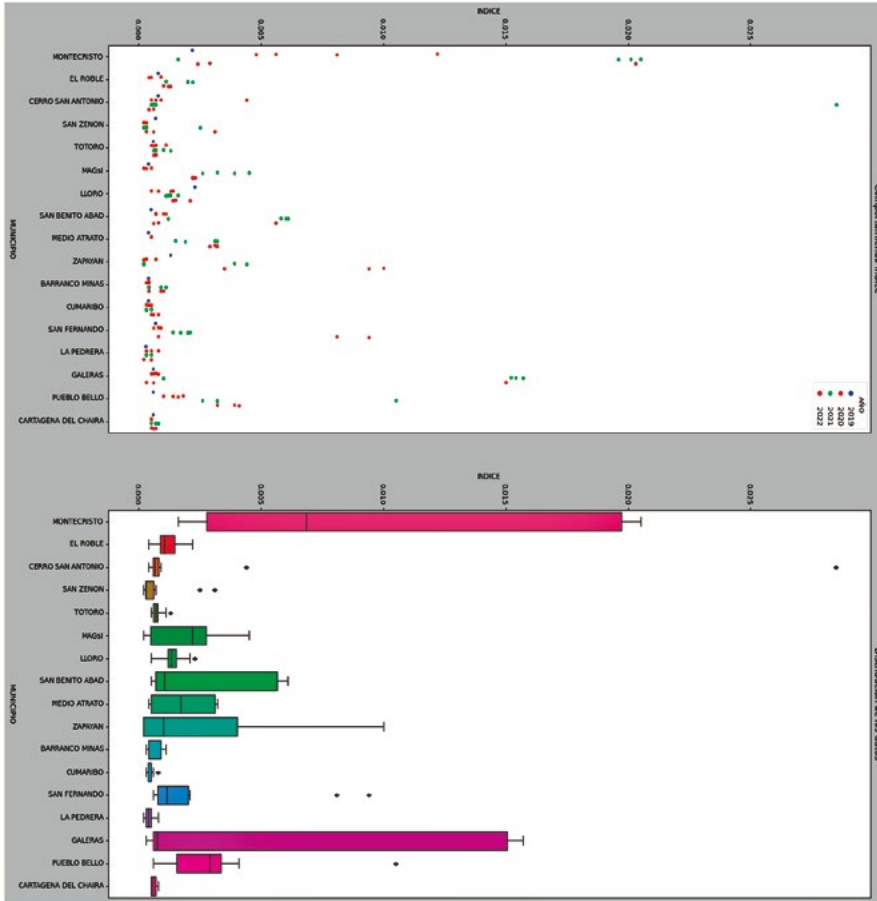 INDICE
0.000
0.005
0.010
0.015
0.020
0.025
MONTECRISTO
EL ROBLE
CERRO SAN ANTONIO
SAN ZENON
TOTORO
MAGSI
LLORO
SAN BENITO ABAD
MEDIO ATRATO
ZAPAYAN
BARRANCO MINAS
CUMARIBO
SAN FERNANDO
LA PEDRERA
GALERAS
PUEBLO BELLO
CARTAGENA DEL CHAIRA
MUNICIPIO
AÑO
2019
2020
2021
2022
INDICE
0.000
0.005
0.010
0.015
0.020
0.025
MONTECRISTO
EL ROBLE
CERRO SAN ANTONIO
SAN ZENON
TOTORO
MAGSI
LLORO
SAN BENITO ABAD
MEDIO ATRATO
ZAPAYAN
BARRANCO MINAS
CUMARIBO
SAN FERNANDO
LA PEDRERA
GALERAS
PUEBLO BELLO
CARTAGENA DEL CHAIRA
MUNICIPIO